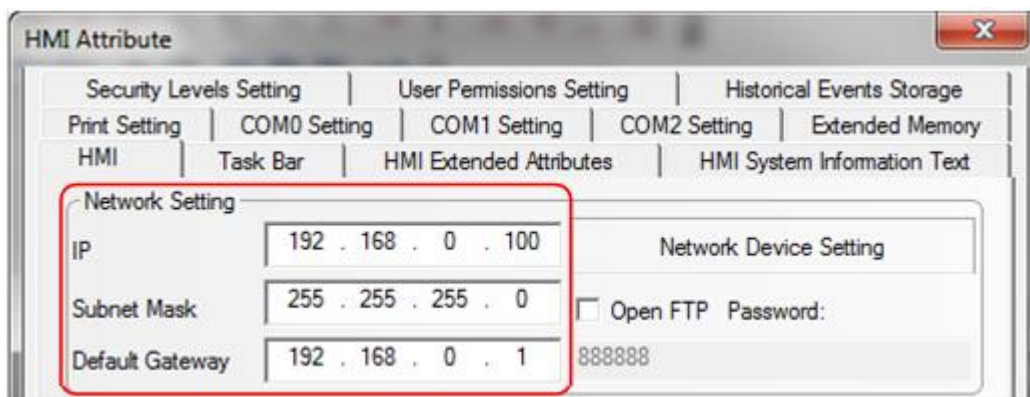 HMI Attribute
Security Levels Setting User Permissions Setting Historical Events Storage
Print Setting COM0 Setting COM1 Setting COM2 Setting Extended Memory
HMI Task Bar HMI Extended Attributes HMI System Information Text
Network Setting
IP 192 . 168 . 0 . 100 Network Device Setting
Subnet Mask 255 . 255 . 255 . 0 Open FTP Password:
Default Gateway 192 . 168 . 0 . 1 888888